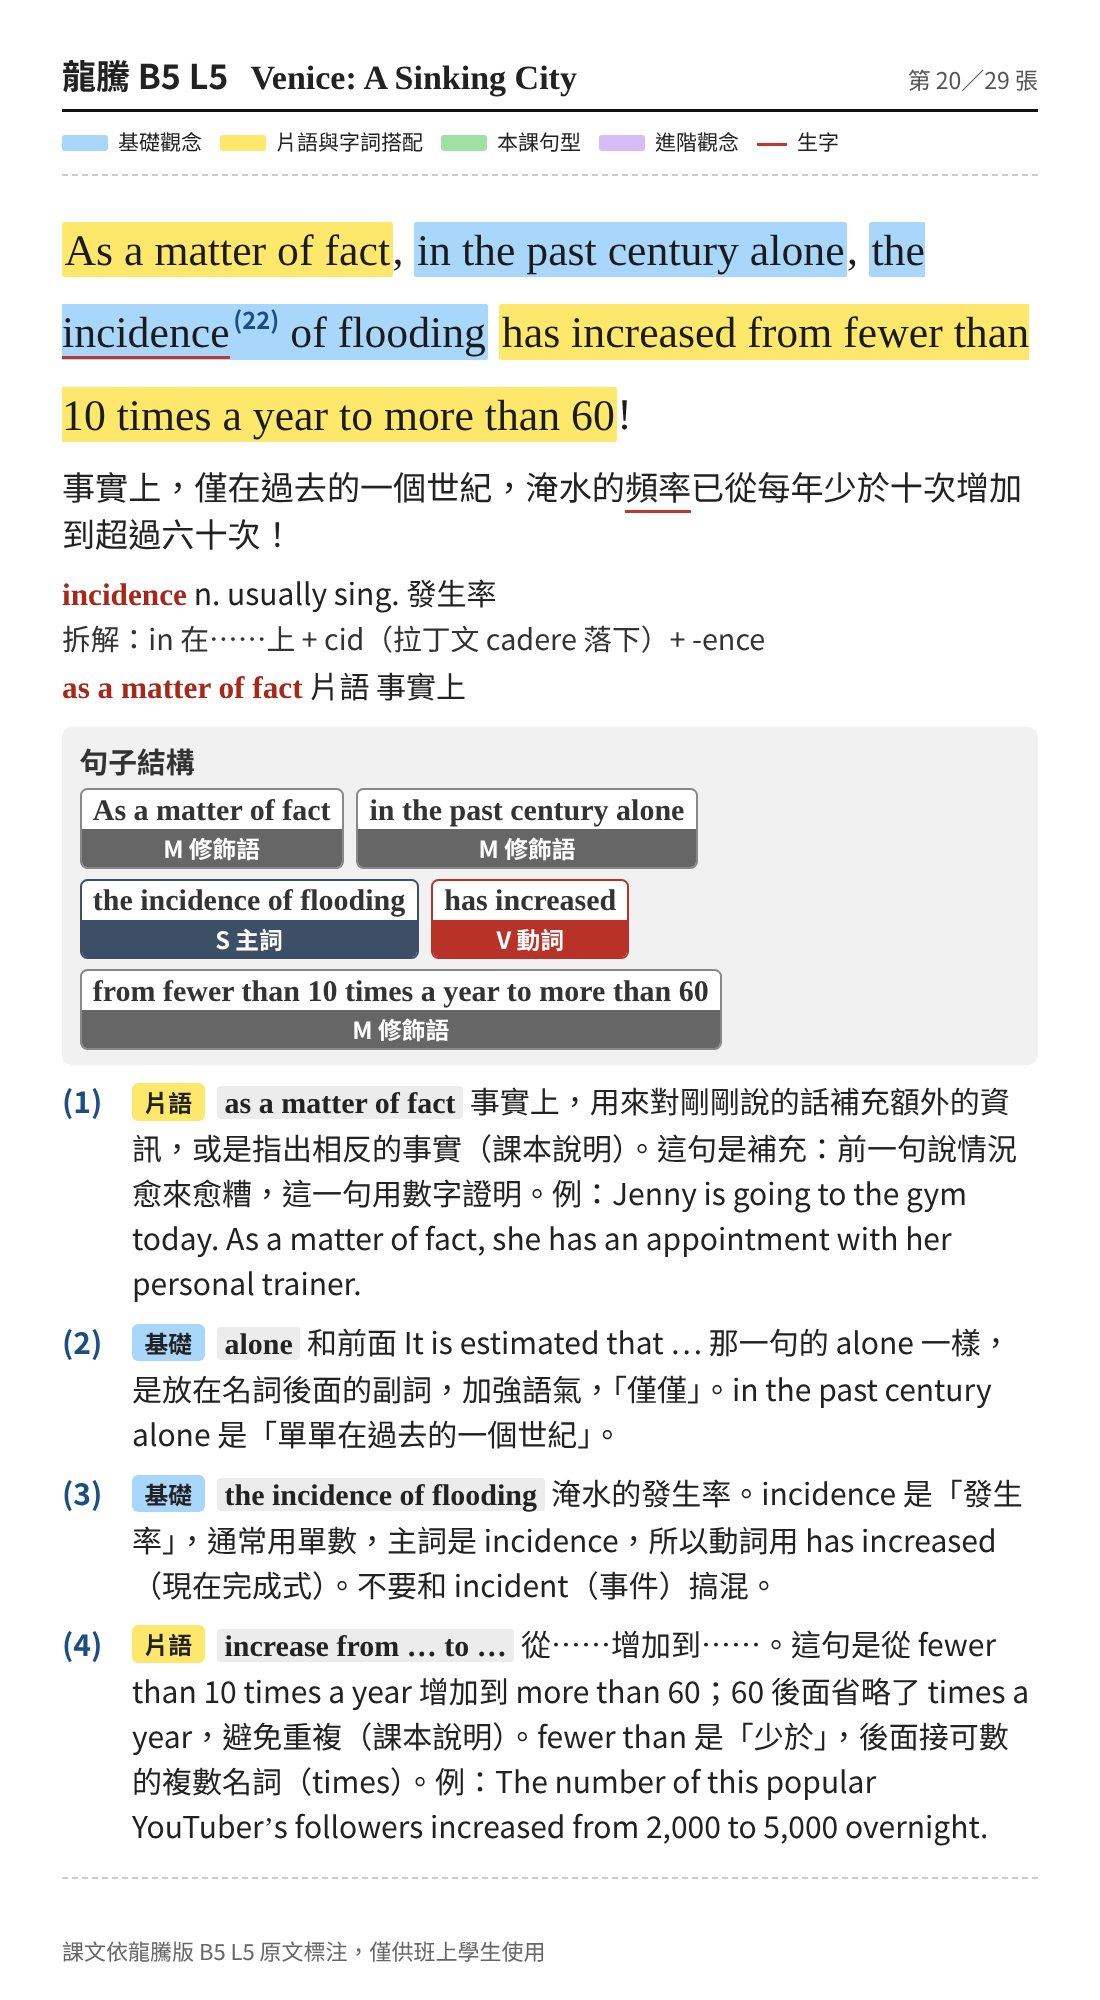 龍騰 B5 L5 Venice: A Sinking City 第 20／29 張
基礎觀念 片語與字詞搭配 本課句型 進階觀念 生字
As a matter of fact, in the past century alone, the
incidence(22) of flooding has increased from fewer than
10 times a year to more than 60!
事實上，僅在過去的一個世紀，淹水的頻率已從每年少於十次增加
到超過六十次！
incidence n. usually sing. 發生率
拆解：in 在……上 + cid（拉丁文 cadere 落下）+ -ence
as a matter of fact 片語 事實上
句子結構
As a matter of fact in the past century alone
M 修飾語 M 修飾語
the incidence of flooding has increased
S 主詞 V 動詞
from fewer than 10 times a year to more than 60
M 修飾語
(1) 片語 as a matter of fact 事實上，用來對剛剛說的話補充額外的資
訊，或是指出相反的事實（課本說明）。這句是補充：前一句說情況
愈來愈糟，這一句用數字證明。例：Jenny is going to the gym
today. As a matter of fact, she has an appointment with her
personal trainer.
(2) 基礎 alone 和前面 It is estimated that … 那一句的 alone 一樣，
是放在名詞後面的副詞，加強語氣，「僅僅」。in the past century
alone 是「單單在過去的一個世紀」。
(3) 基礎 the incidence of flooding 淹水的發生率。incidence 是「發生
率」，通常用單數，主詞是 incidence，所以動詞用 has increased
（現在完成式）。不要和 incident（事件）搞混。
(4) 片語 increase from … to … 從……增加到……。這句是從 fewer
than 10 times a year 增加到 more than 60；60 後面省略了 times a
year，避免重複（課本說明）。fewer than 是「少於」，後面接可數
的複數名詞（times）。例：The number of this popular
YouTuber’s followers increased from 2,000 to 5,000 overnight.
課文依龍騰版 B5 L5 原文標注，僅供班上學生使用